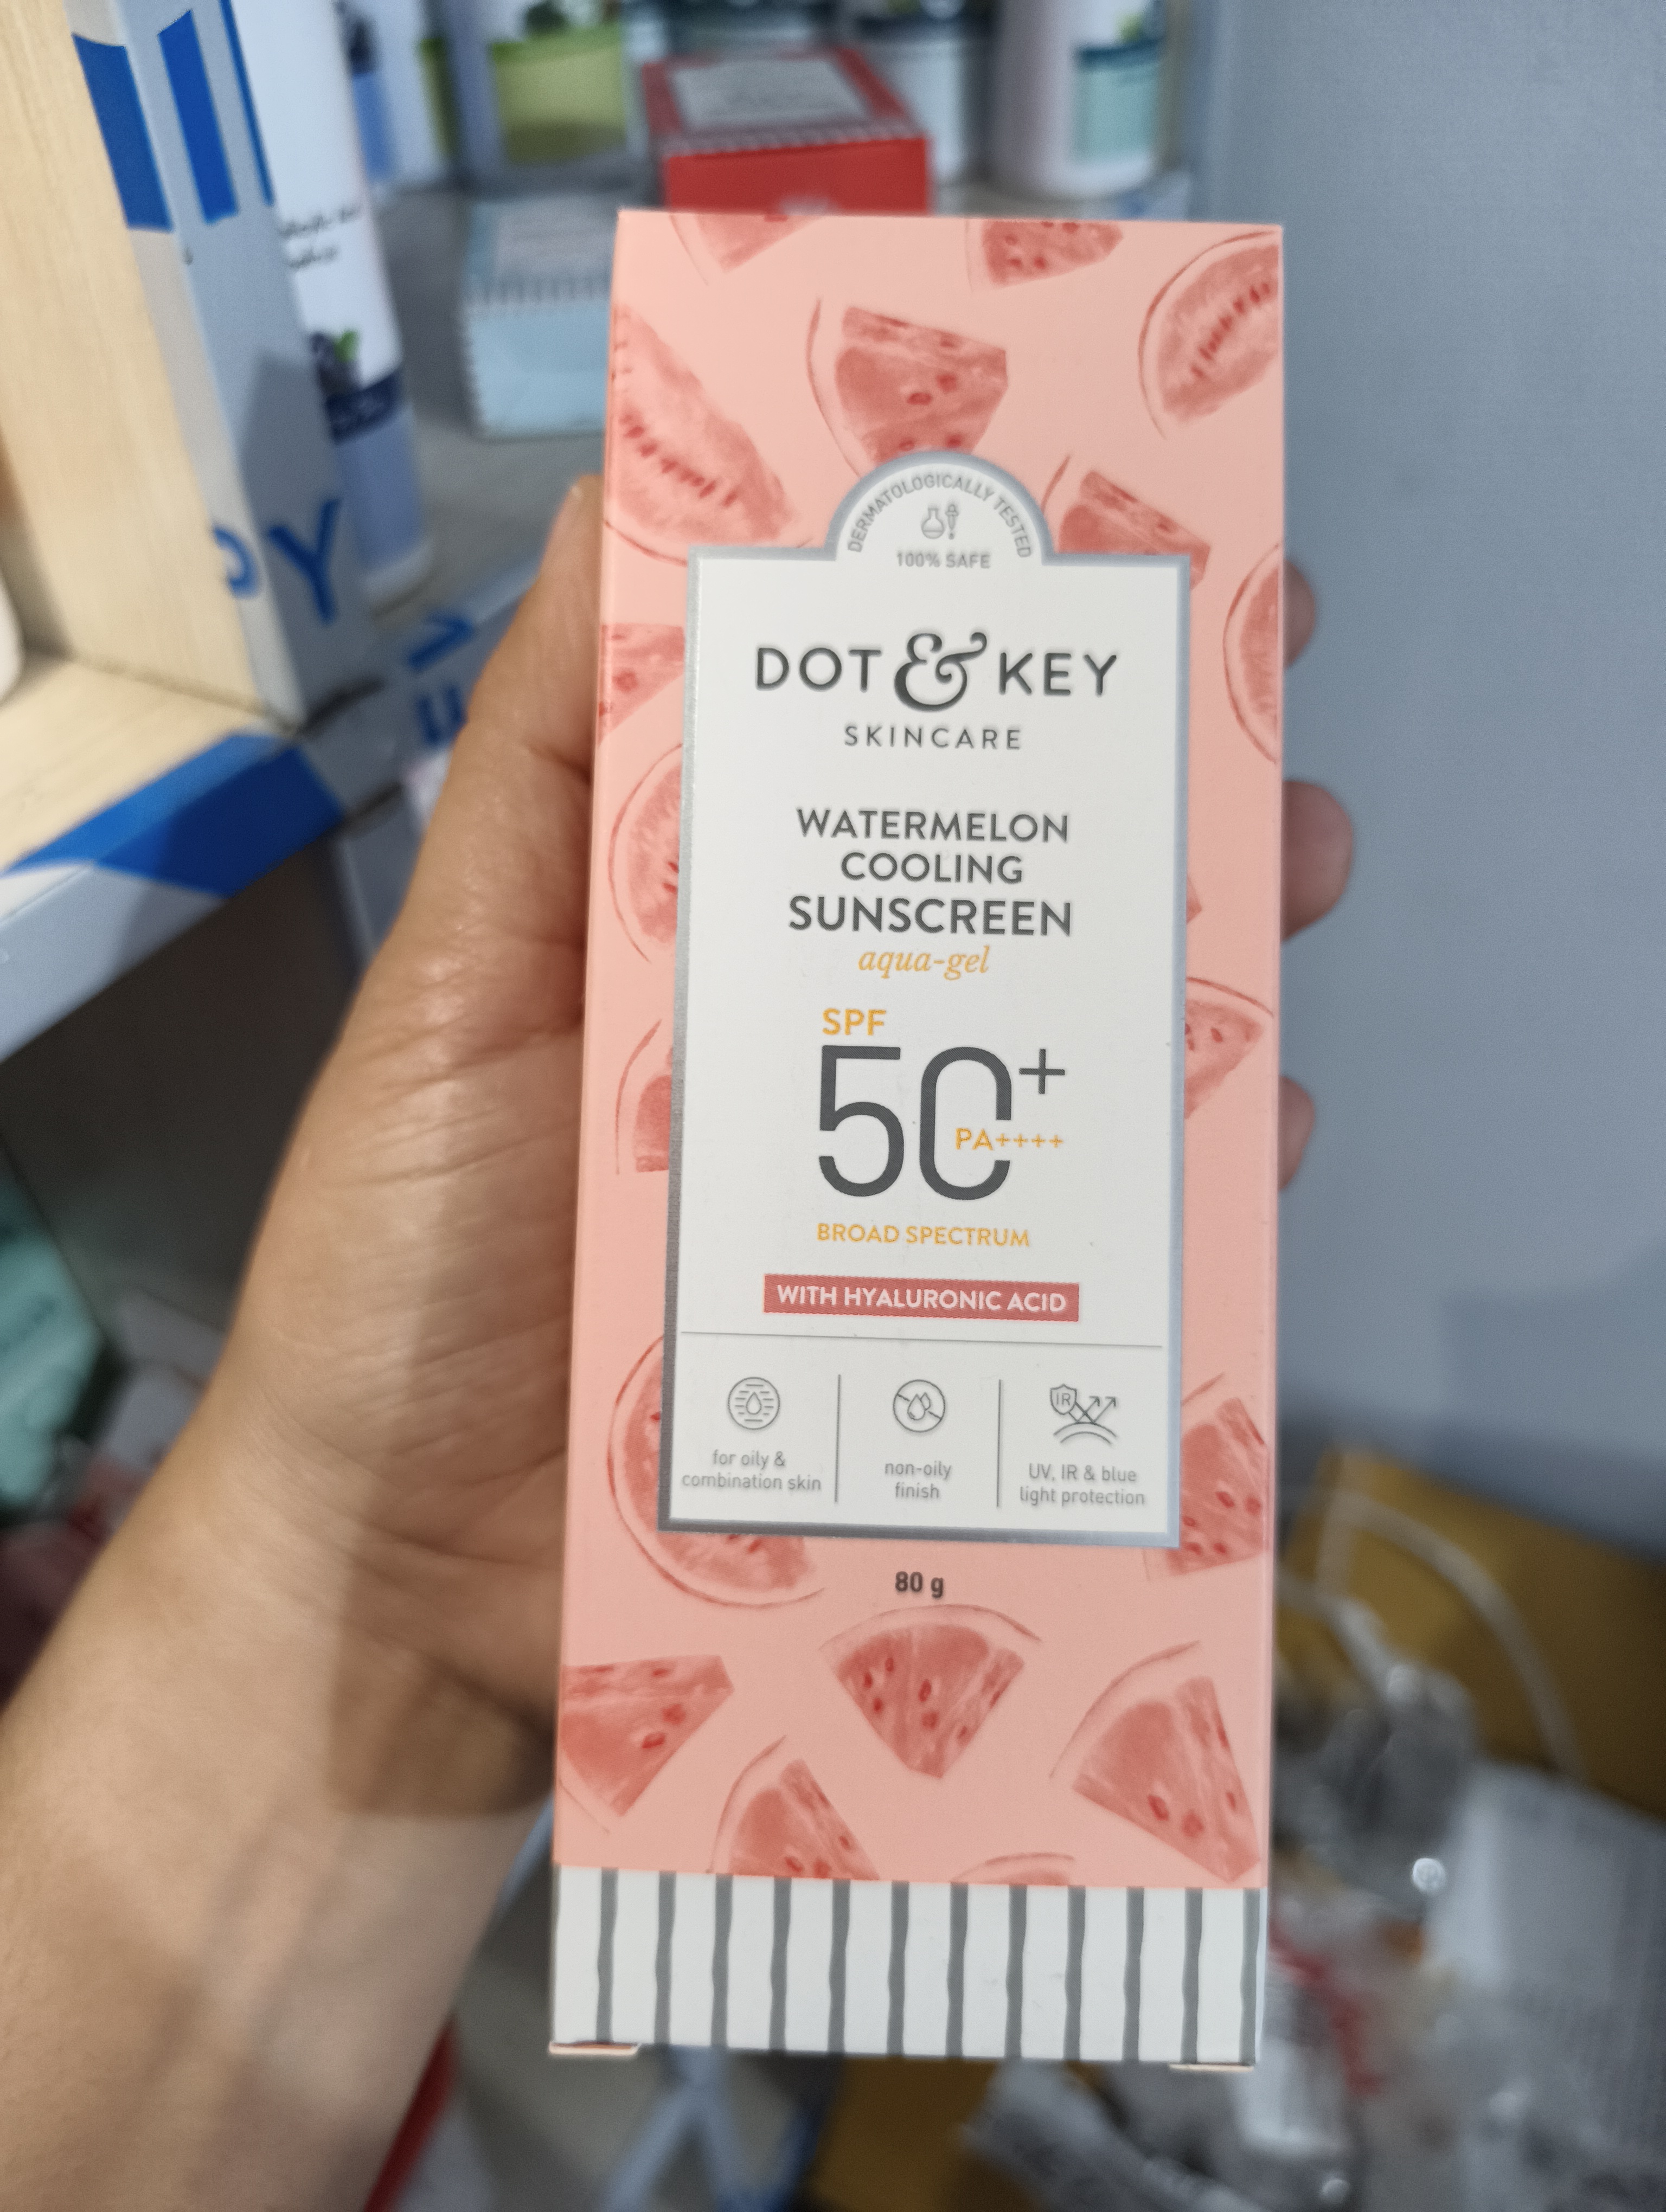 DERMATOLOGICALLY TESTED
100% SAFE
DOT & KEY
SKINCARE
WATERMELON
COOLING
SUNSCREEN
aqua-gel
SPF
50+
PA++++
BROAD SPECTRUM
WITH HYALURONIC ACID
for oily &
combination skin
non-oily
finish
IR
UV, IR & blue
light protection
80 g